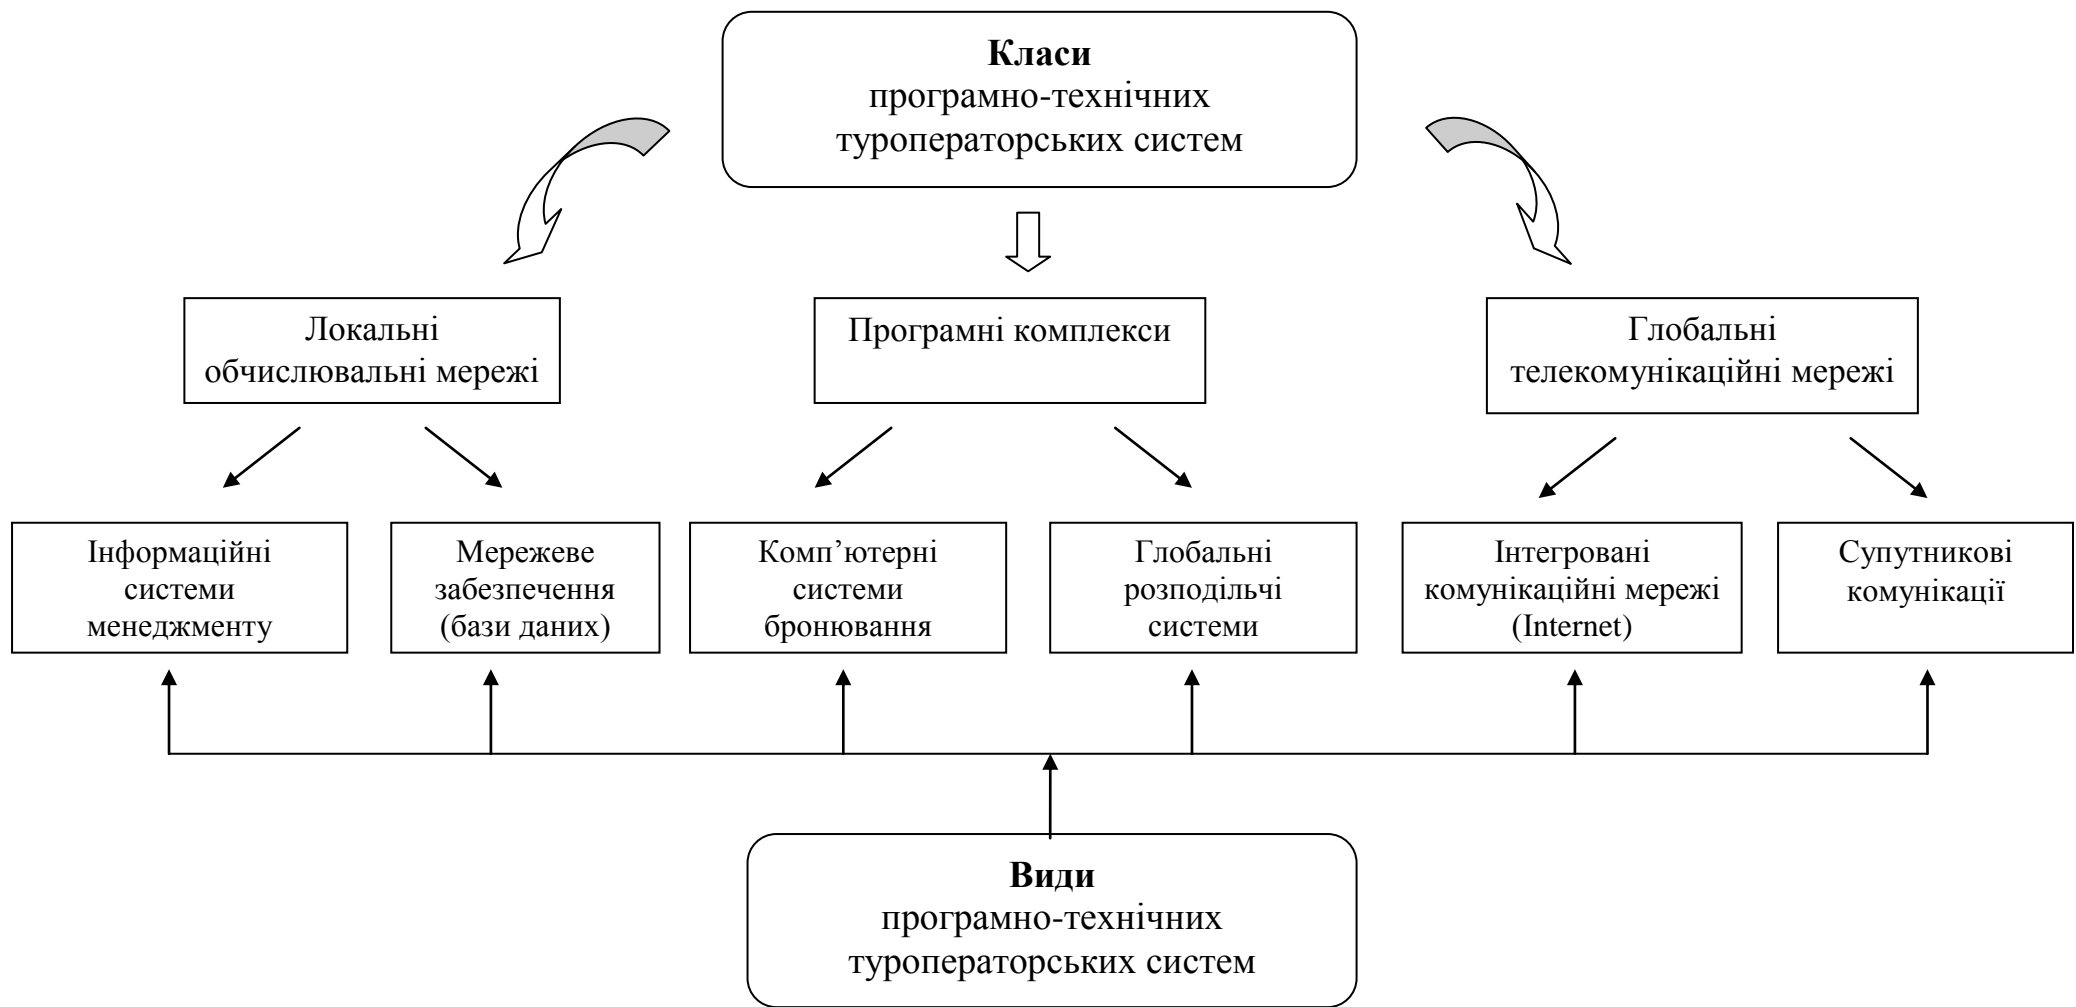 Класи
програмно-технічних
туроператорських систем
Локальні
обчислювальні мережі
Програмні комплекси
Глобальні
телекомунікаційні мережі
Інформаційні
системи
менеджменту
Мережеве
забезпечення
(бази даних)
Комп’ютерні
системи
бронювання
Глобальні
розподільчі
системи
Інтегровані
комунікаційні мережі
(Internet)
Супутникові
комунікації
Види
програмно-технічних
туроператорських систем